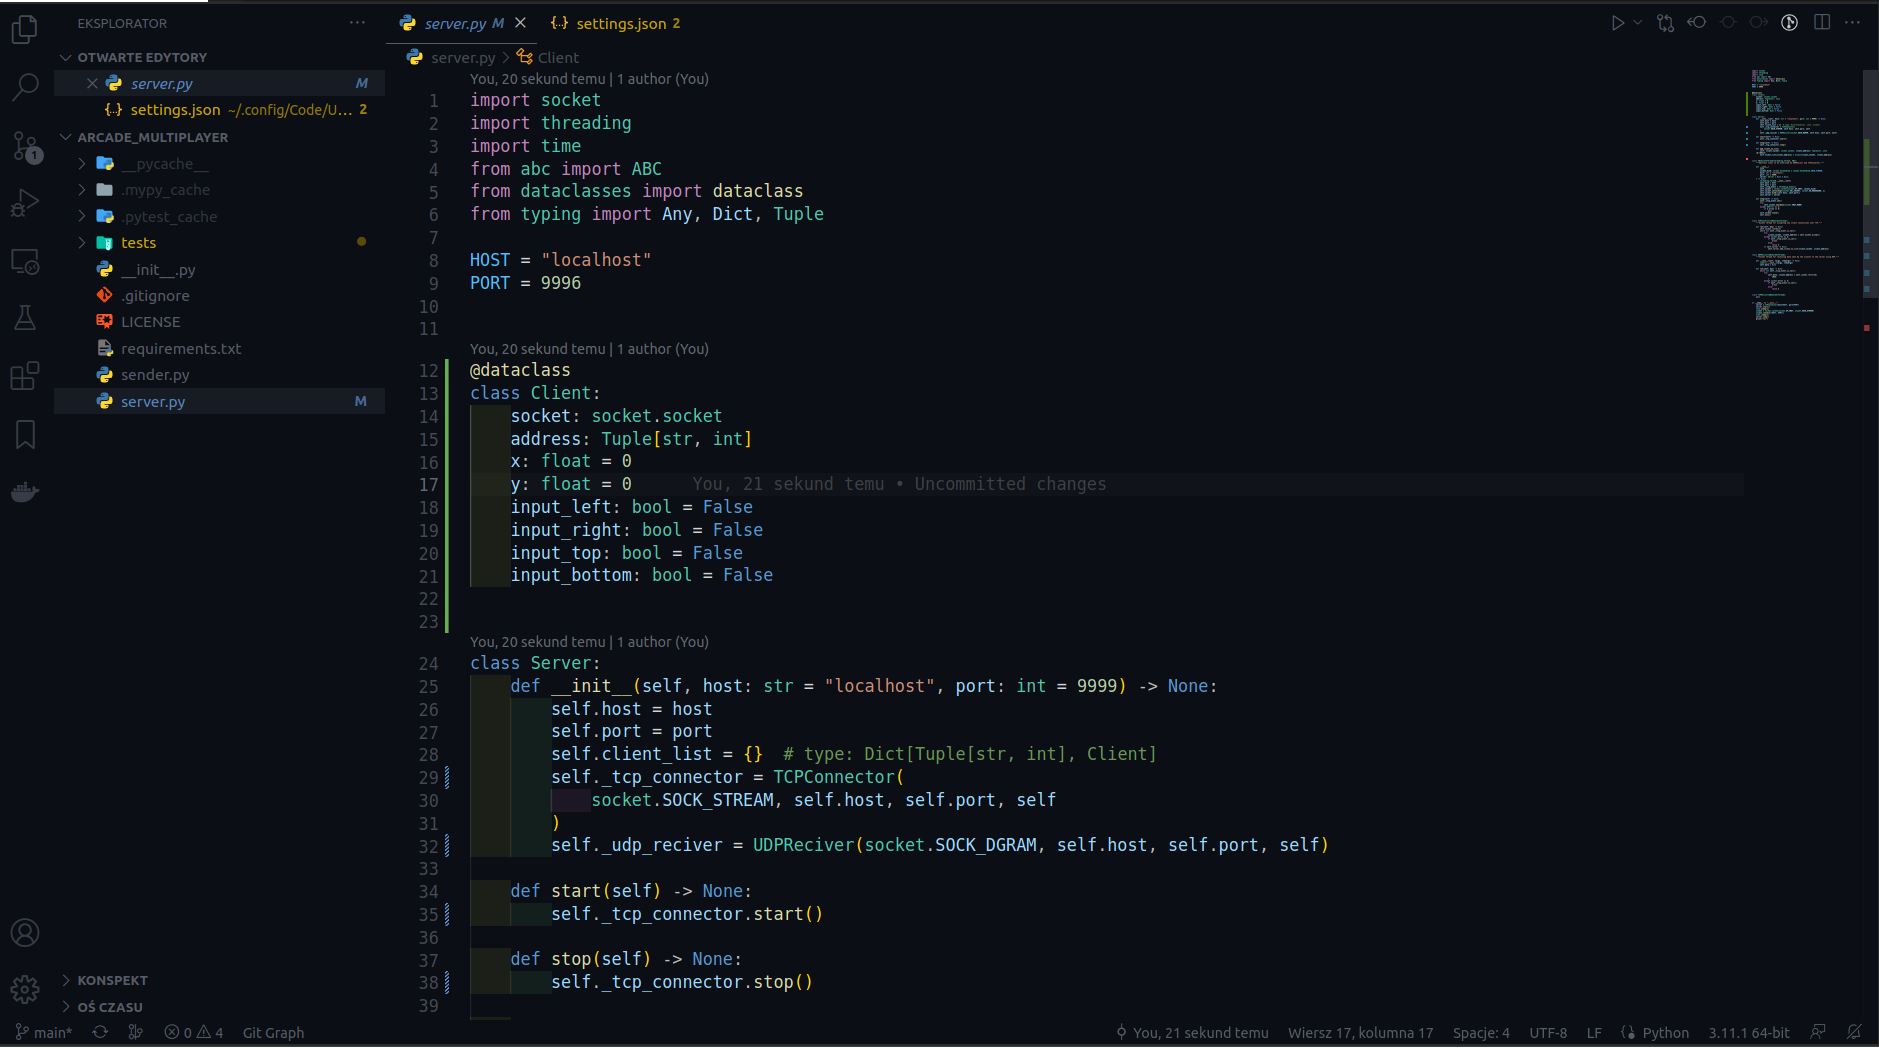 EKSPLORATOR
OTWARTE EDYTORY
server.py M
settings.json ~/.config/Code/U... 2
ARCADE_MULTIPLAYER
__pycache__
.mypy_cache
.pytest_cache
tests
__init__.py
.gitignore
LICENSE
requirements.txt
sender.py
server.py M
KONSPEKT
OŚ CZASU
server.py M
{..} settings.json 2
server.py > Client
You, 20 sekund temu | 1 author (You)
1 import socket
2 import threading
3 import time
4 from abc import ABC
5 from dataclasses import dataclass
6 from typing import Any, Dict, Tuple
7
8 HOST = "localhost"
9 PORT = 9996
10
11
You, 20 sekund temu | 1 author (You)
12 @dataclass
13 class Client:
14 socket: socket.socket
15 address: Tuple[str, int]
16 x: float = 0
17 y: float = 0 You, 21 sekund temu • Uncommitted changes
18 input_left: bool = False
19 input_right: bool = False
20 input_top: bool = False
21 input_bottom: bool = False
22
23
You, 20 sekund temu | 1 author (You)
24 class Server:
25 def __init__(self, host: str = "localhost", port: int = 9999) -> None:
26 self.host = host
27 self.port = port
28 self.client_list = {}  # type: Dict[Tuple[str, int], Client]
29 self._tcp_connector = TCPConnector(
30 socket.SOCK_STREAM, self.host, self.port, self
31 )
32 self._udp_reciver = UDPReciver(socket.SOCK_DGRAM, self.host, self.port, self)
33
34 def start(self) -> None:
35 self._tcp_connector.start()
36
37 def stop(self) -> None:
38 self._tcp_connector.stop()
39
1
main* 0 4 Git Graph
You, 21 sekund temu Wiersz 17, kolumna 17 Spacje: 4 UTF-8 LF Python 3.11.1 64-bit